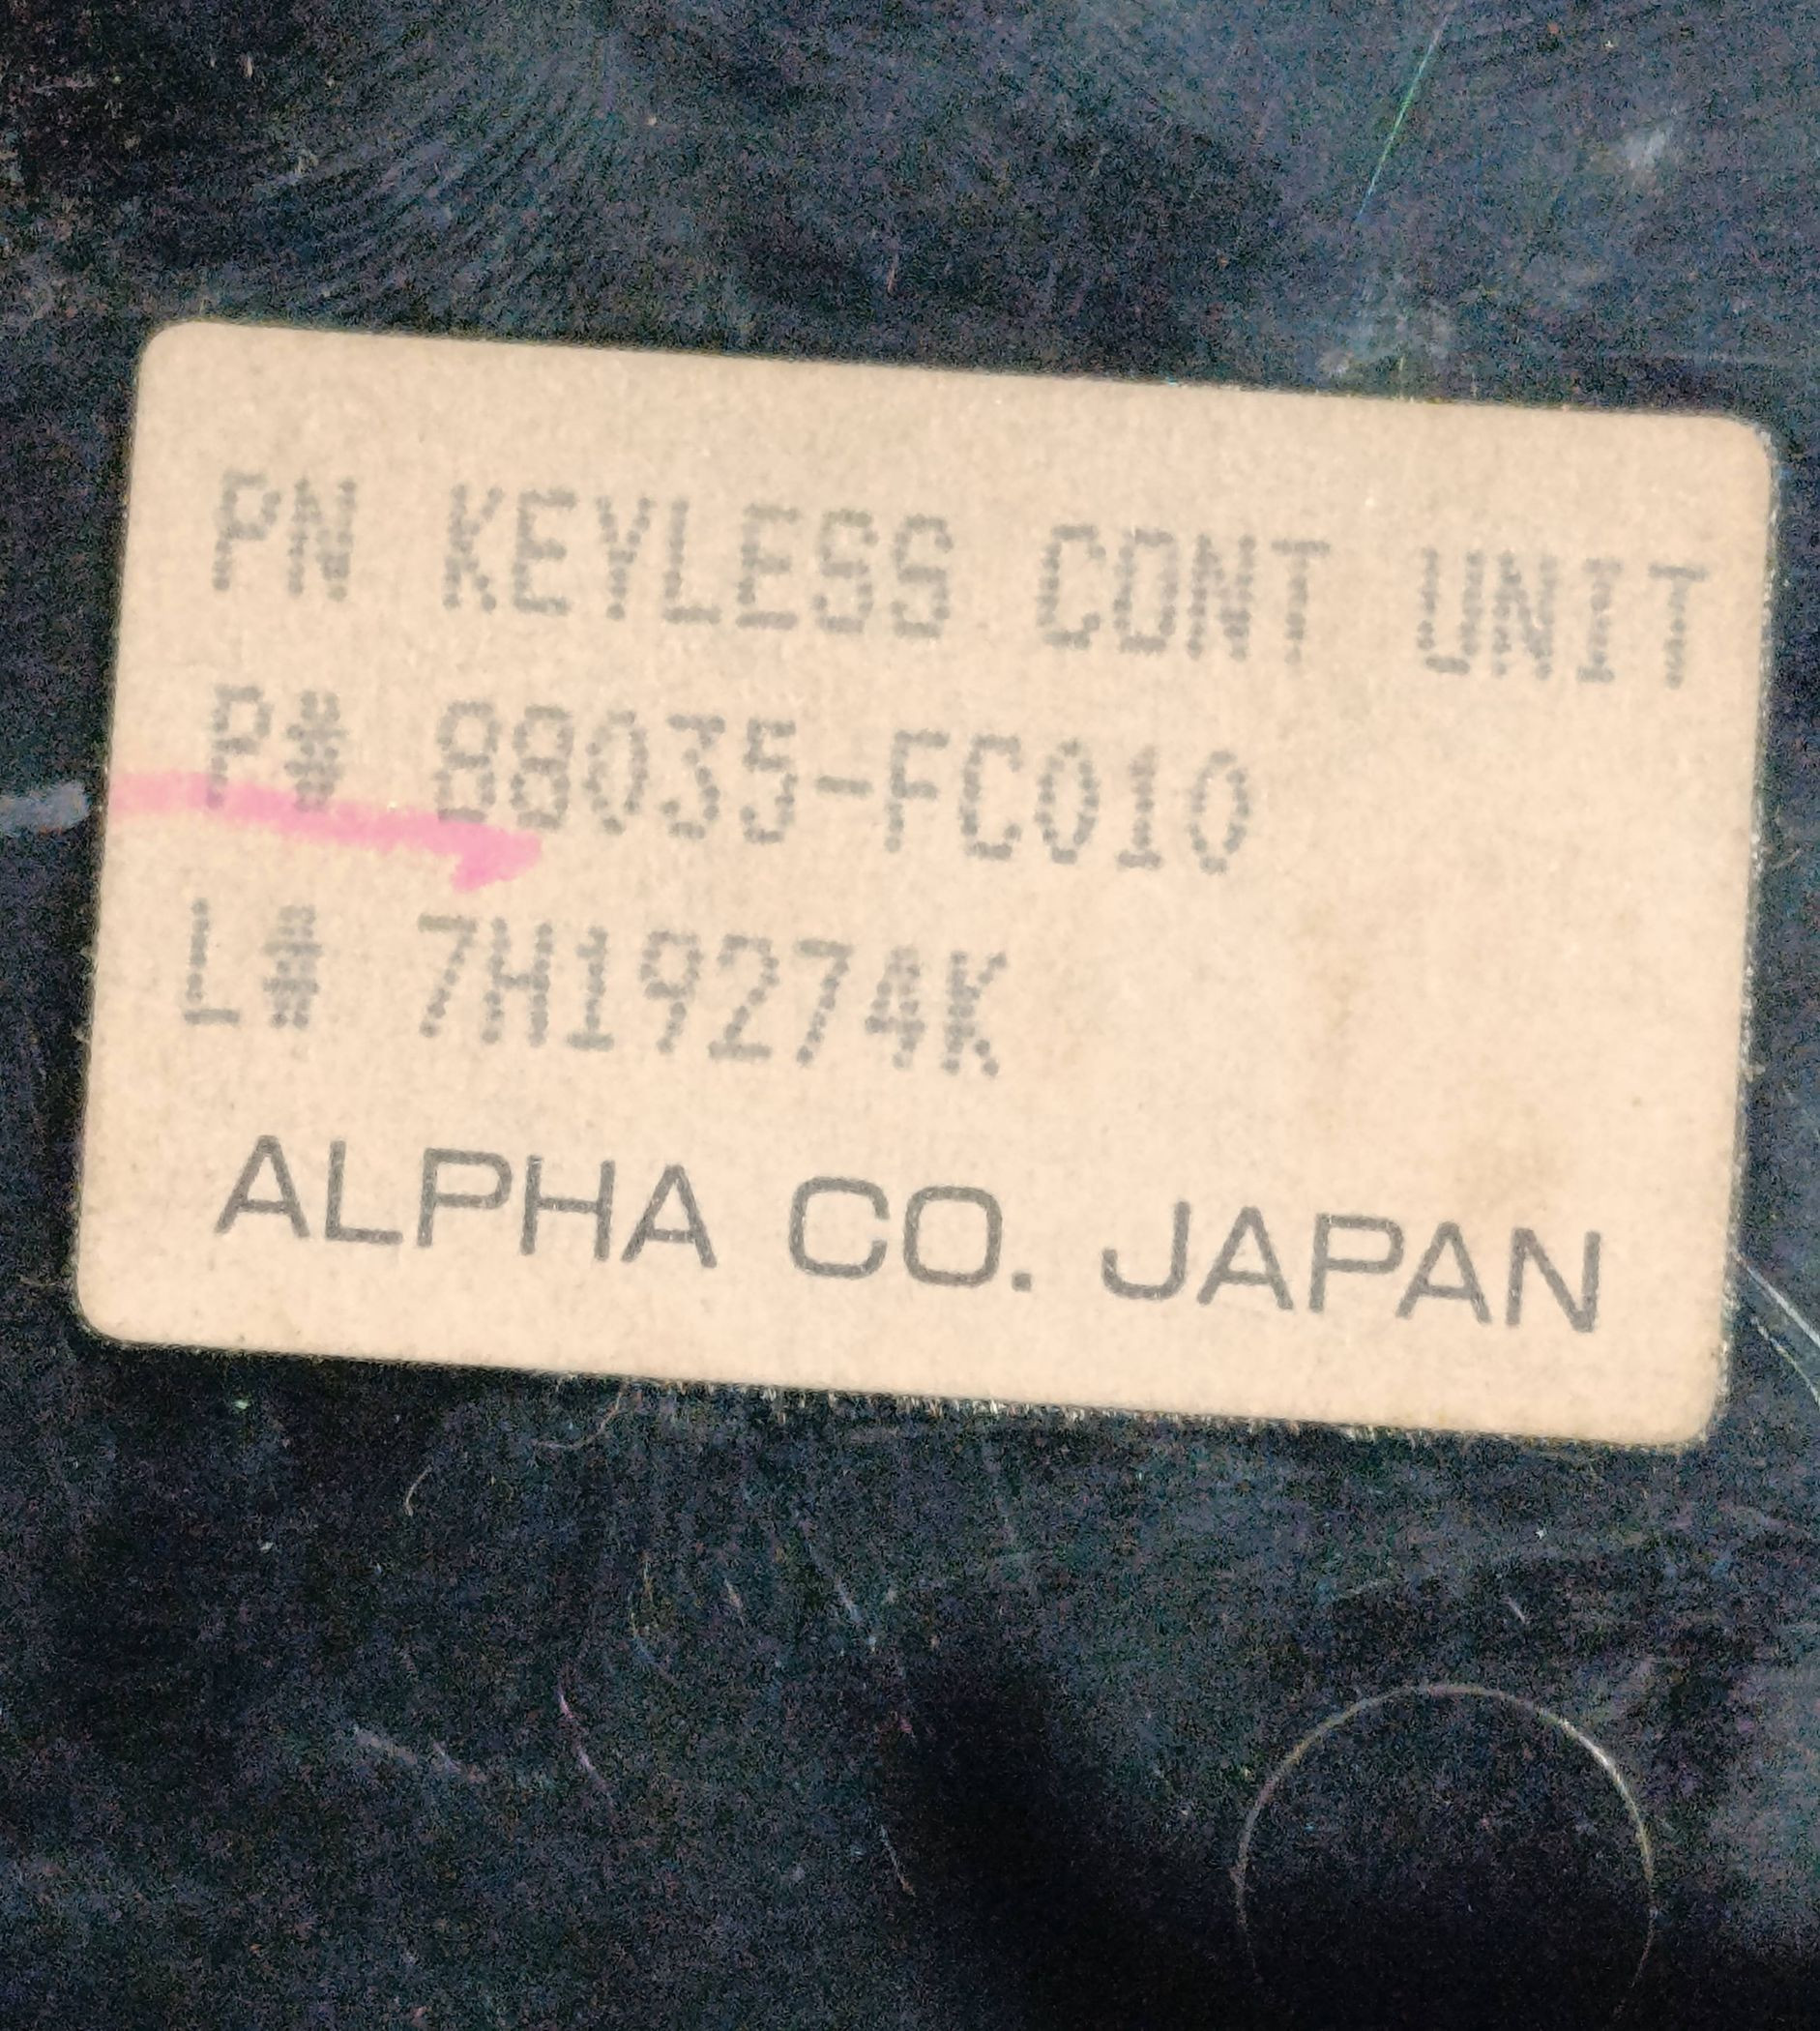 PN KEYLESS CONT UNIT
P# 88035-FC010
L# 7H19274K
ALPHA CO. JAPAN